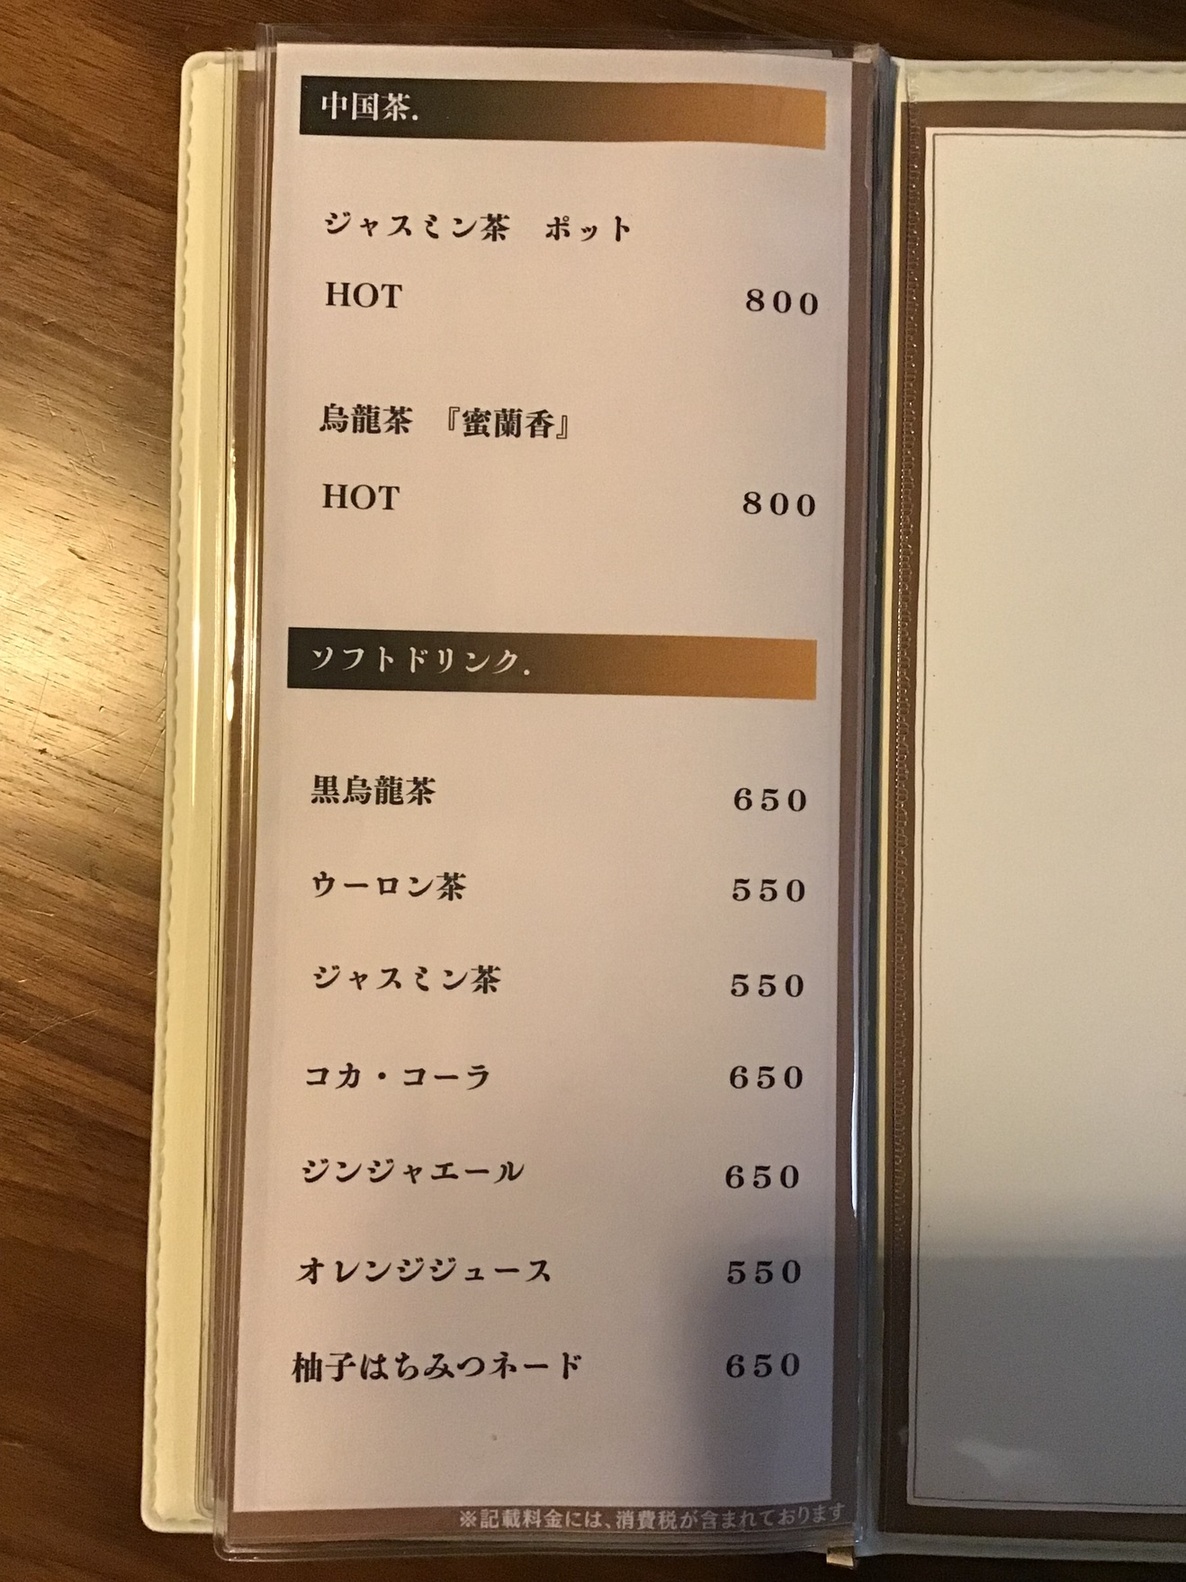 中国茶.
ジャスミン茶　ポット
HOT 800
烏龍茶　『蜜蘭香』
HOT 800
ソフトドリンク.
黒烏龍茶 650
ウーロン茶 550
ジャスミン茶 550
コカ・コーラ 650
ジンジャエール 650
オレンジジュース 550
柚子はちみつネード 650
※記載料金には、消費税が含まれております